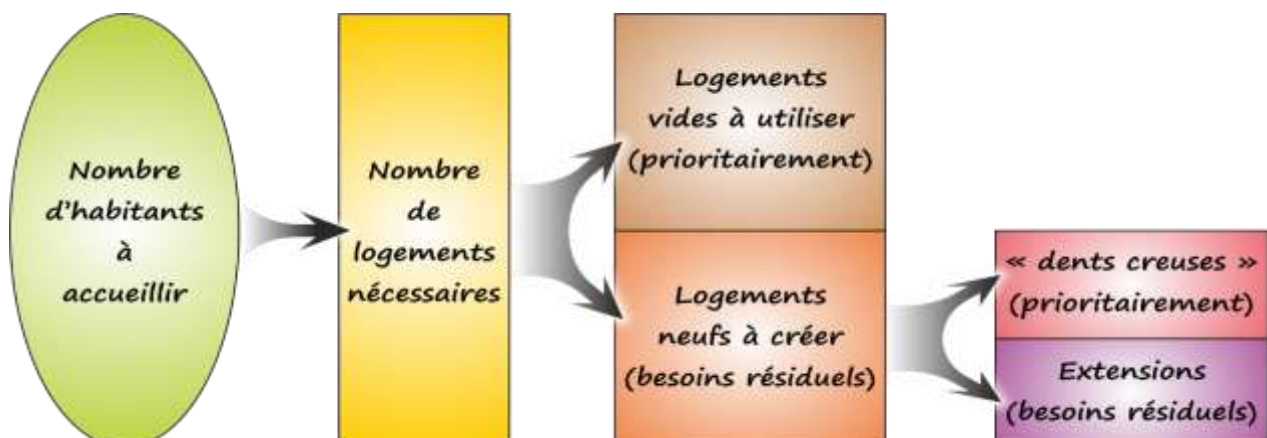 Nombre
d'habitants
à
accueillir
Nombre
de
logements
nécessaires
Logements
vides à utiliser
(prioritairement)
Logements
neufs à créer
(besoins résiduels)
« dents creuses »
(prioritairement)
Extensions
(besoins résiduels)